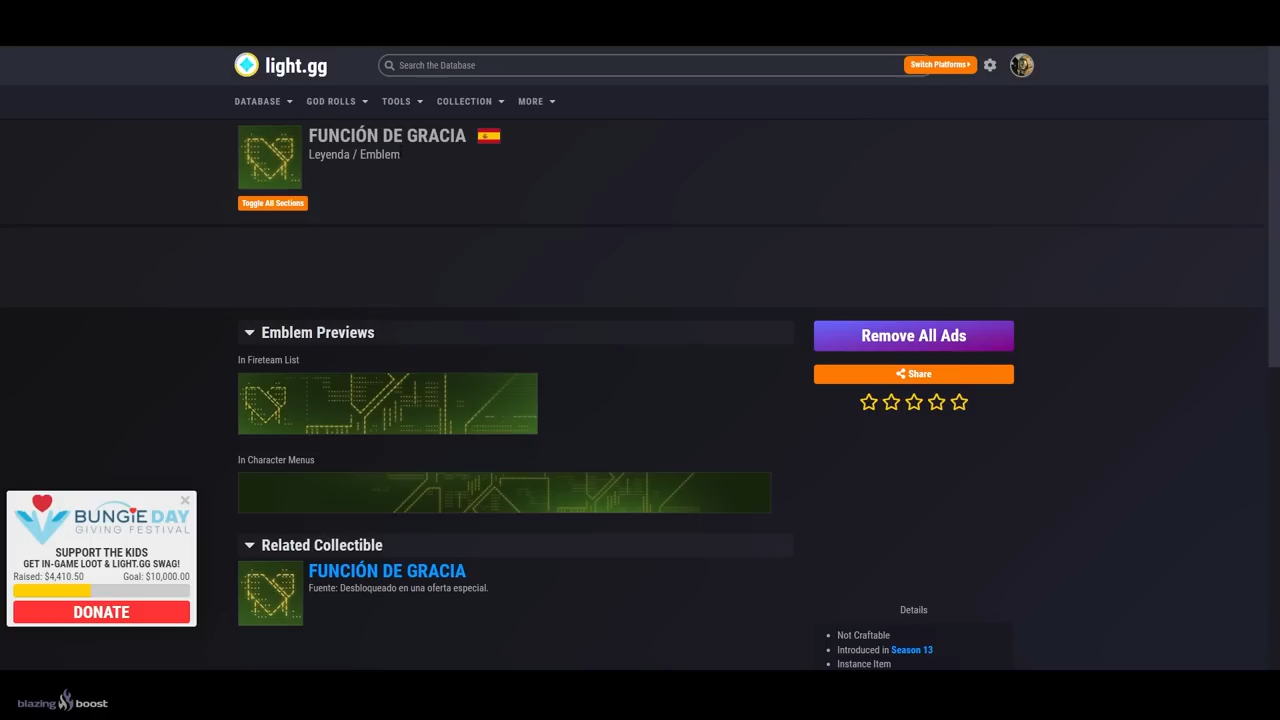 light.gg
Search the Database
Switch Platforms
DATABASE
GOD ROLLS
TOOLS
COLLECTION
MORE
FUNCIÓN DE GRACIA
Leyenda / Emblem
Toggle All Sections
Emblem Previews
In Fireteam List
In Character Menus
Related Collectible
FUNCIÓN DE GRACIA
Fuente: Desbloqueado en una oferta especial.
Remove All Ads
Share
Details
Not Craftable
Introduced in Season 13
Instance Item
BUNGIE DAY
GIVING FESTIVAL
SUPPORT THE KIDS
GET IN-GAME LOOT & LIGHT.GG SWAG!
Raised: $4,410.50 Goal: $10,000.00
DONATE
blazing boost